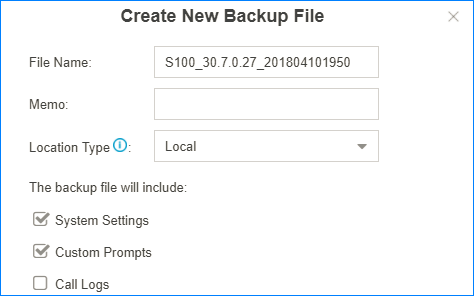 Create New Backup File
File Name: S100_30.7.0.27_201804101950
Memo:
Location Type : Local
The backup file will include:
System Settings
Custom Prompts
Call Logs